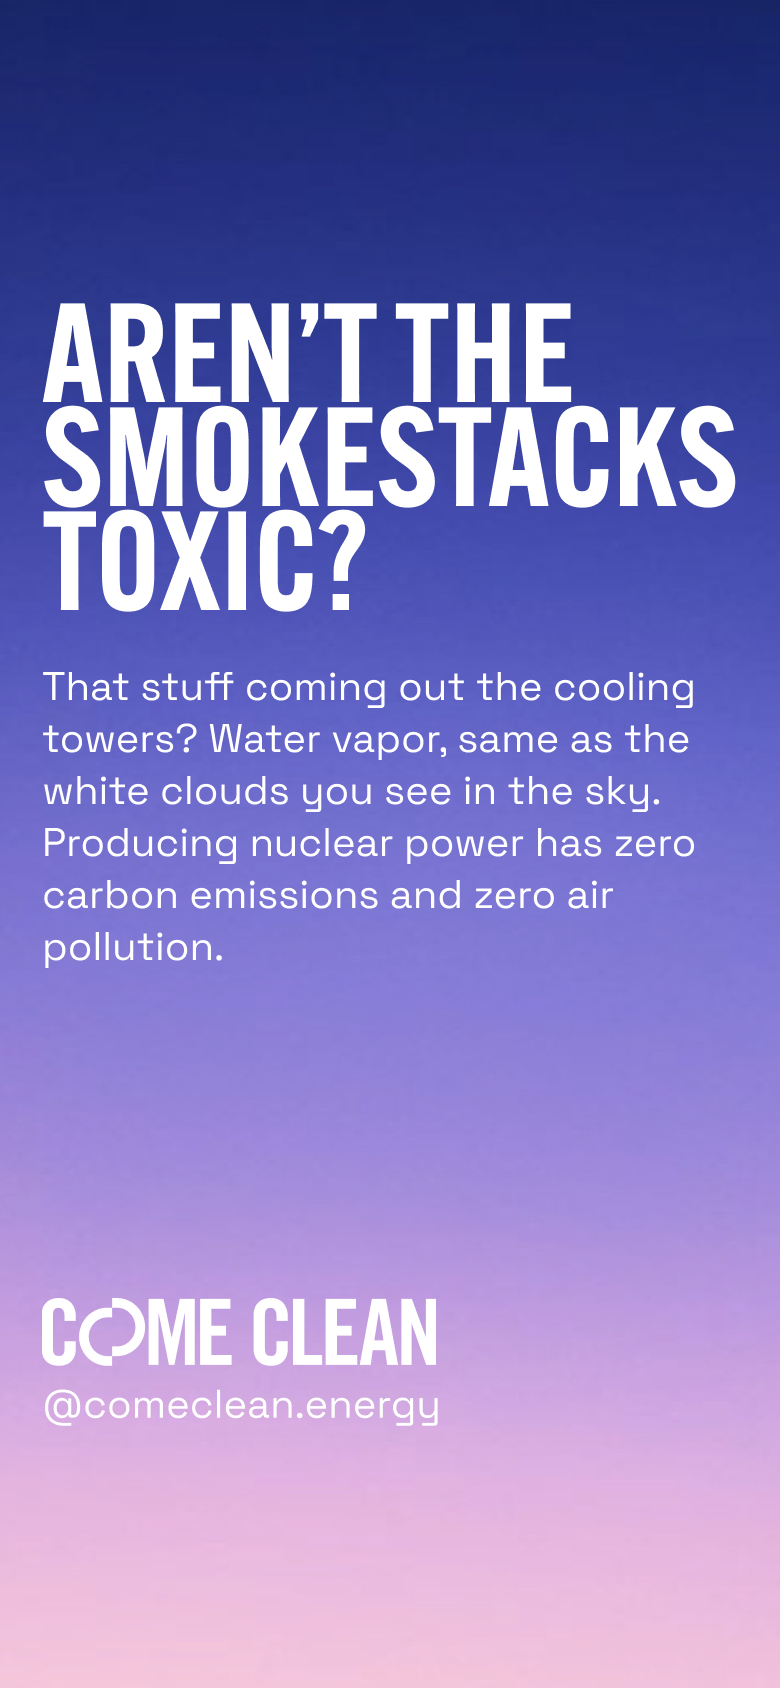 AREN’T THE
SMOKESTACKS
TOXIC?
That stuff coming out the cooling
towers? Water vapor, same as the
white clouds you see in the sky.
Producing nuclear power has zero
carbon emissions and zero air
pollution.
COME CLEAN
@comeclean.energy